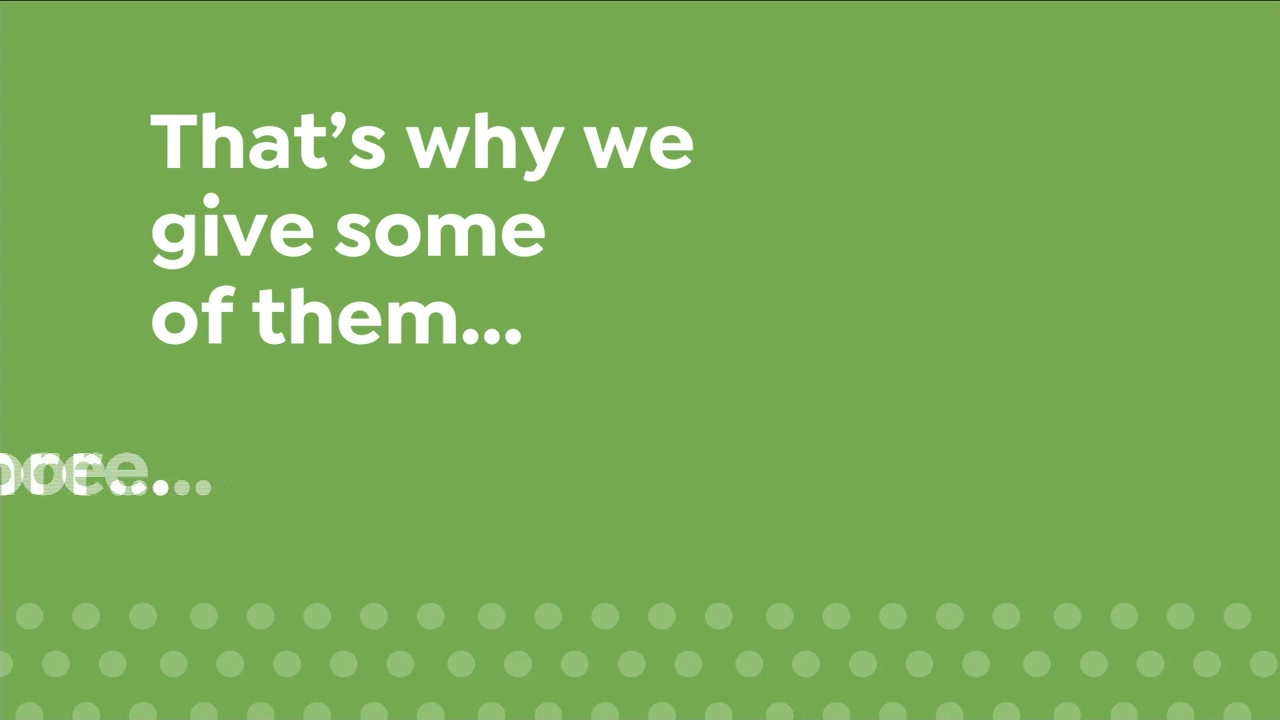 That’s why we
give some
of them...